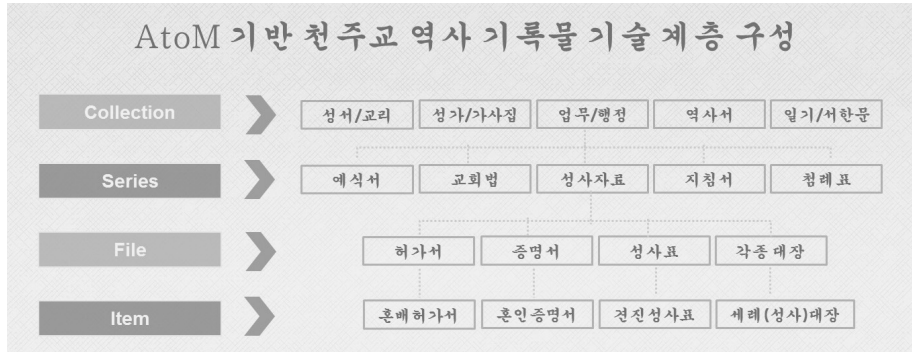 AtoM 기반 천주교 역사 기록물 기술 계층 구성
Collection 성서/교리 성가/가사집 업무/행정 역사서 일기/서한문
Series 예식서 교회법 성사자료 지침서 첨례표
File 허가서 증명서 성사표 각종대장
Item 혼배허가서 혼인증명서 견진성사표 세례(성사)대장